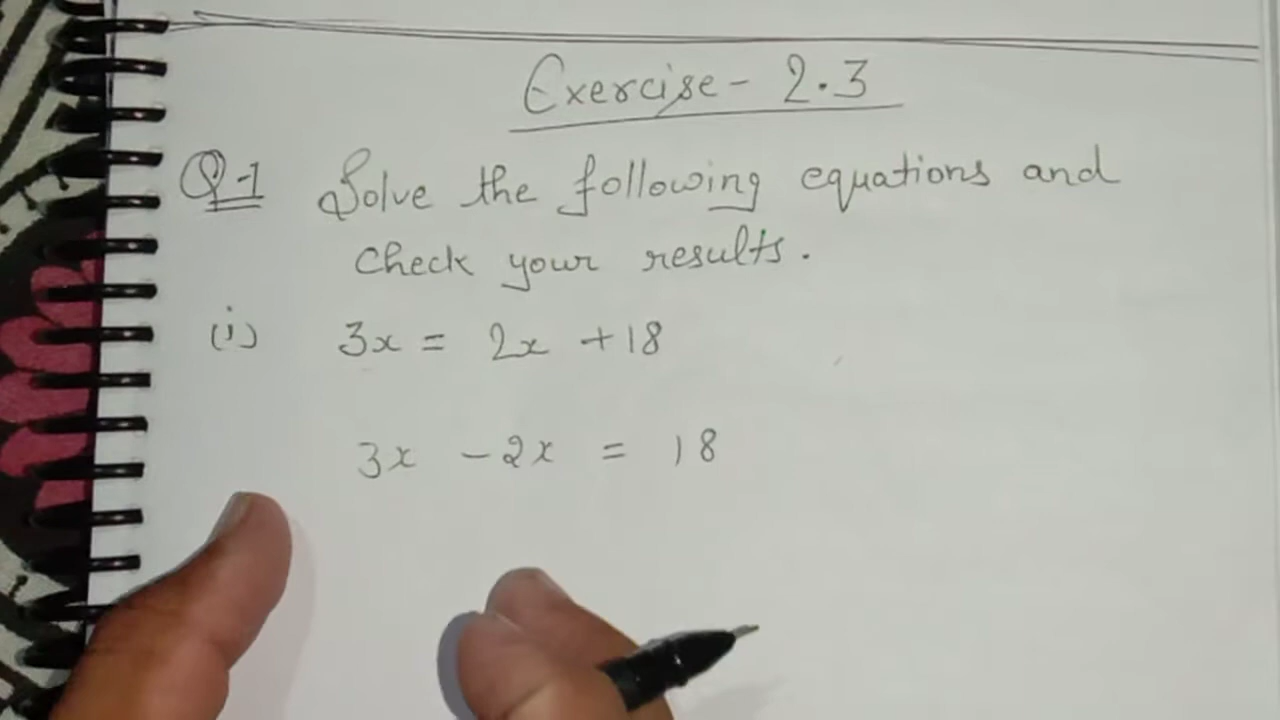 Exercise - 2.3
Q-1 Solve the following equations and
check your results.
(i) 3x = 2x + 18
3x - 2x = 18